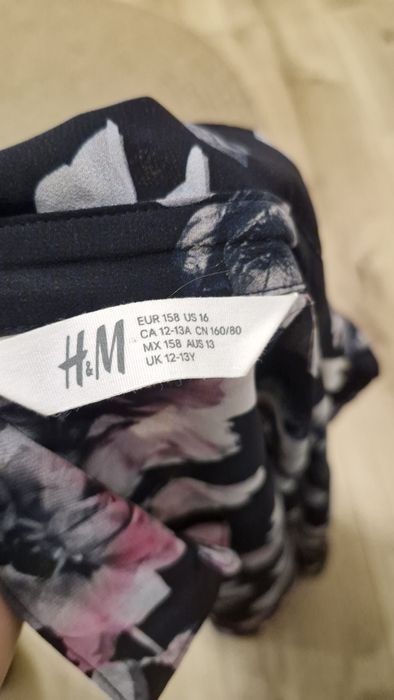 H&M
EUR 158 US 16
CA 12-13A CN 160/80
MX 158 AUS 13
UK 12-13Y